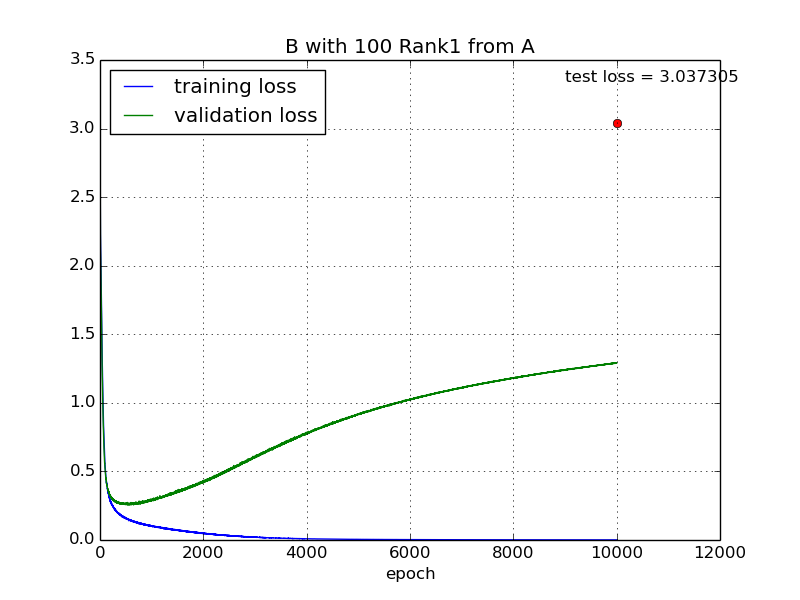 B with 100 Rank1 from A
training loss
validation loss
test loss = 3.037305
3.5
3.0
2.5
2.0
1.5
1.0
0.5
0.0
0 2000 4000 6000 8000 10000 12000
epoch